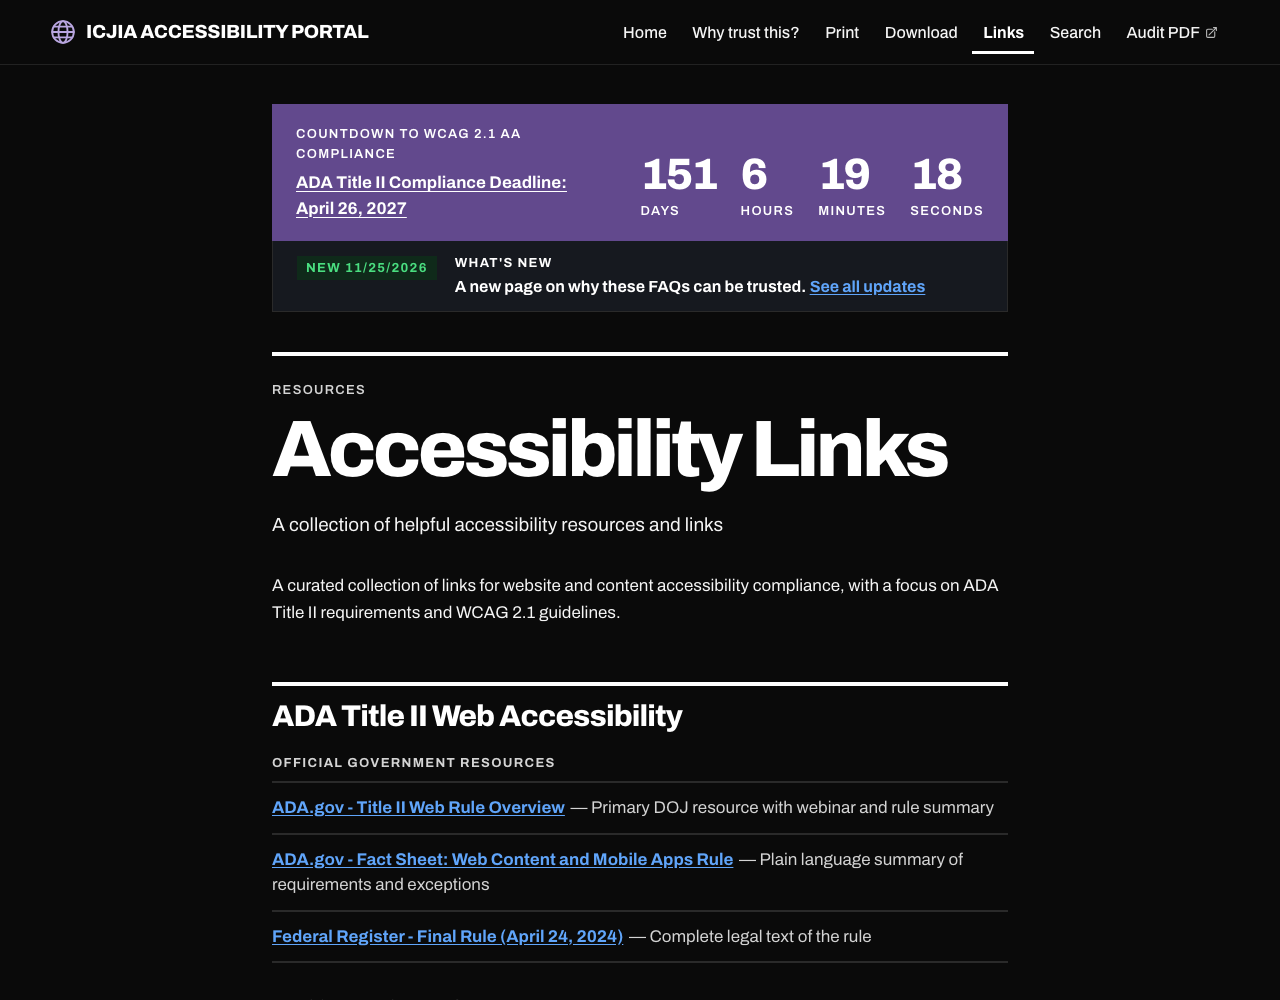 ICJIA ACCESSIBILITY PORTAL
Home
Why trust this?
Print
Download
Links
Search
Audit PDF
COUNTDOWN TO WCAG 2.1 AA
COMPLIANCE
ADA Title II Compliance Deadline:
April 26, 2027
151
DAYS
6
HOURS
19
MINUTES
18
SECONDS
NEW 11/25/2026
WHAT'S NEW
A new page on why these FAQs can be trusted. See all updates
RESOURCES
Accessibility Links
A collection of helpful accessibility resources and links
A curated collection of links for website and content accessibility compliance, with a focus on ADA
Title II requirements and WCAG 2.1 guidelines.
ADA Title II Web Accessibility
OFFICIAL GOVERNMENT RESOURCES
ADA.gov - Title II Web Rule Overview — Primary DOJ resource with webinar and rule summary
ADA.gov - Fact Sheet: Web Content and Mobile Apps Rule — Plain language summary of
requirements and exceptions
Federal Register - Final Rule (April 24, 2024) — Complete legal text of the rule